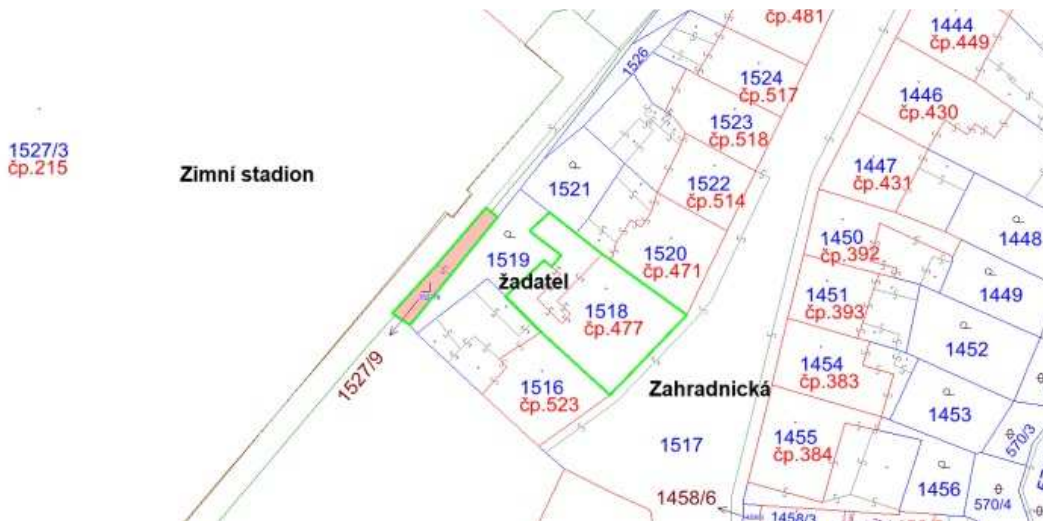 čp.481
1444
čp.449
1526
1524
čp.517
1446
čp.430
1527/3
čp.215
Zimní stadion
1523
čp.518
1447
čp.431
1521
1522
čp.514
1448
1519
1520
čp.471
1450
čp.392
1449
žadatel
1518
čp.477
1451
čp.393
1452
1527/9
1516
čp.523
Zahradnická
1454
čp.383
1453
1517
1455
čp.384
570/3
1456
570/4
1458/6
1458/3